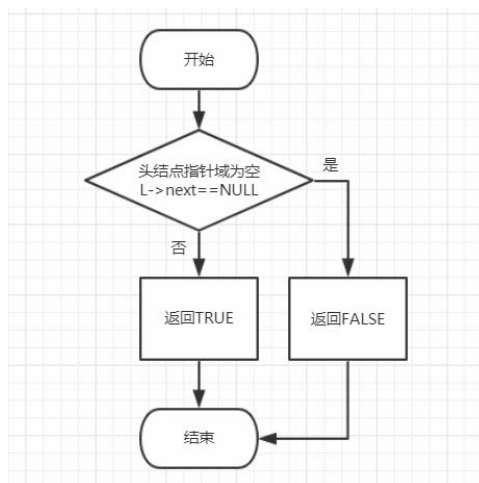 开始
头结点指针域为空
L->next==NULL
是
否
返回TRUE
返回FALSE
结束